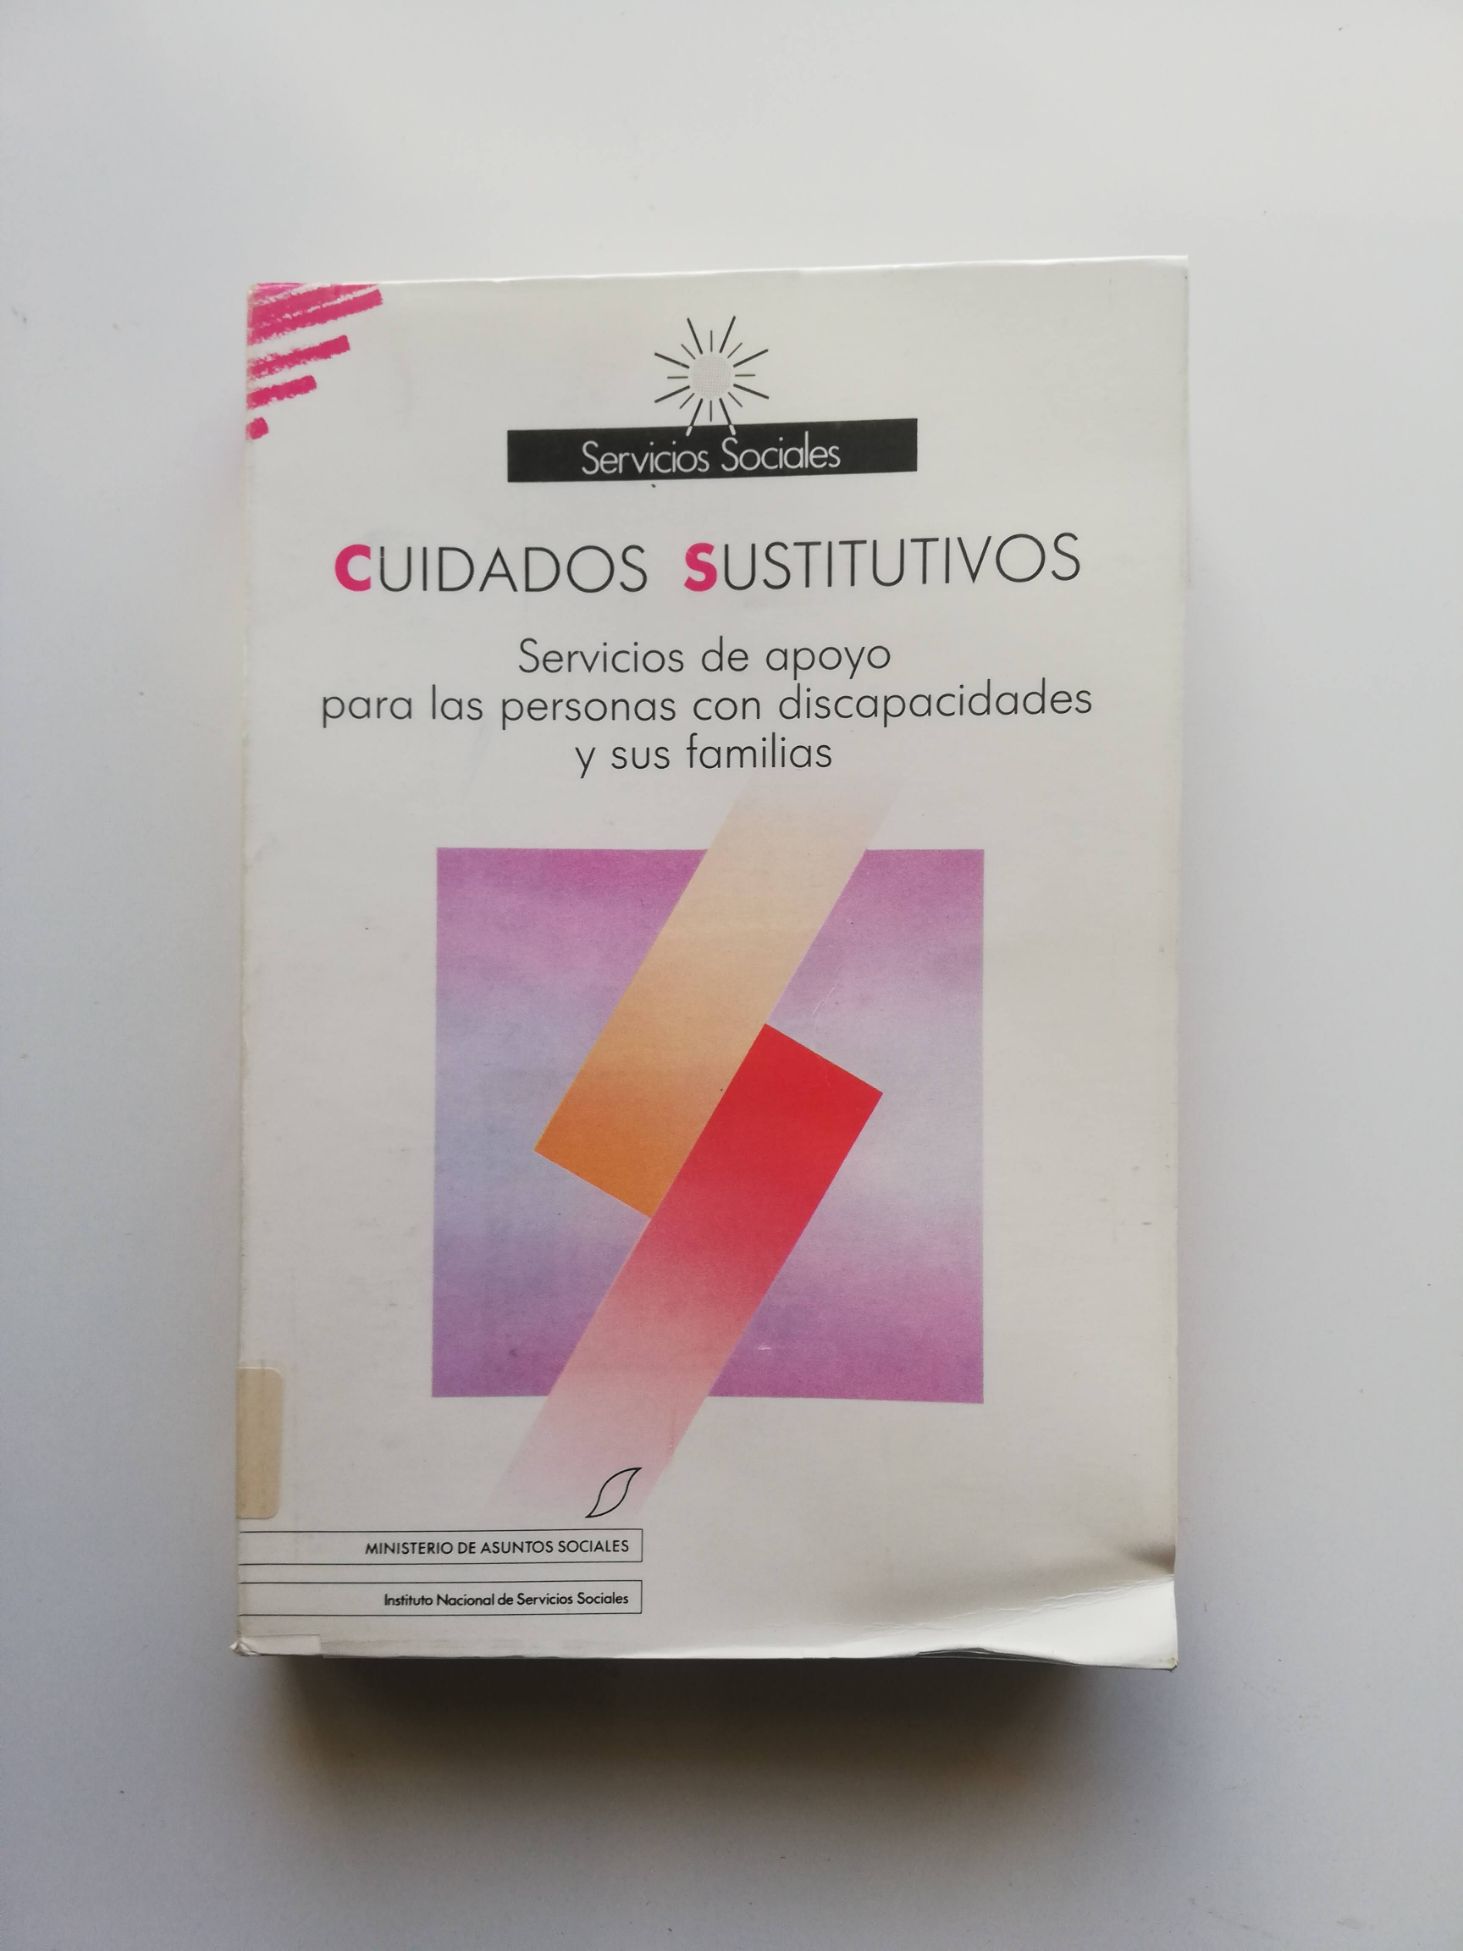 Servicios Sociales
CUIDADOS SUSTITUTIVOS
Servicios de apoyo
para las personas con discapacidades
y sus familias
MINISTERIO DE ASUNTOS SOCIALES
Instituto Nacional de Servicios Sociales